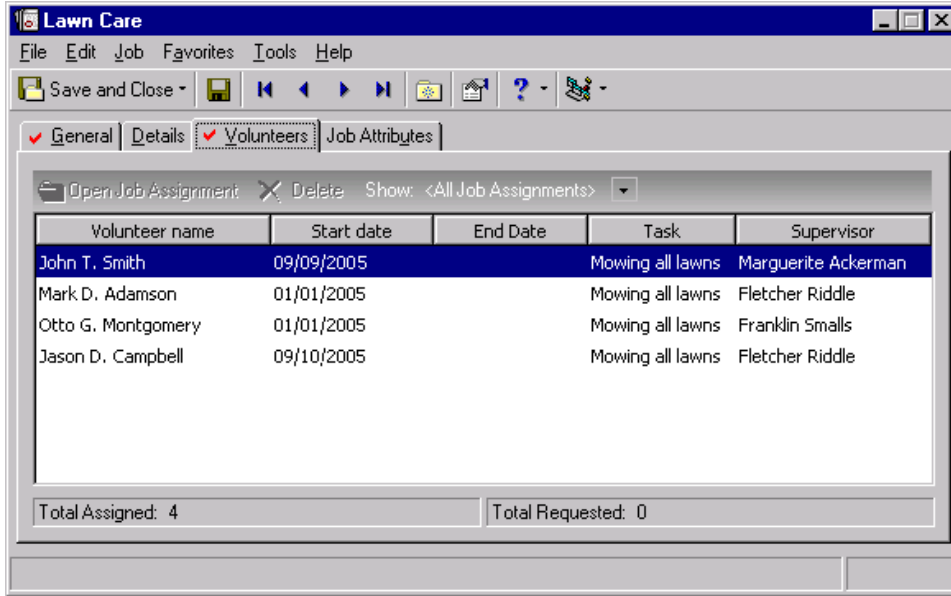 Lawn Care
File Edit Job Favorites Tools Help
Save and Close ?
General Details Volunteers Job Attributes
Open Job Assignment Delete Show: <All Job Assignments>
Volunteer name Start date End Date Task Supervisor
John T. Smith 09/09/2005 Mowing all lawns Marguerite Ackerman
Mark D. Adamson 01/01/2005 Mowing all lawns Fletcher Riddle
Otto G. Montgomery 01/01/2005 Mowing all lawns Franklin Smalls
Jason D. Campbell 09/10/2005 Mowing all lawns Fletcher Riddle
Total Assigned: 4 Total Requested: 0